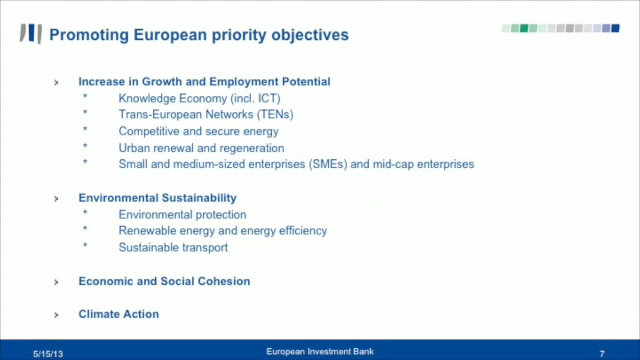 Promoting European priority objectives
> Increase in Growth and Employment Potential
* Knowledge Economy (incl. ICT)
* Trans-European Networks (TENs)
* Competitive and secure energy
* Urban renewal and regeneration
* Small and medium-sized enterprises (SMEs) and mid-cap enterprises
> Environmental Sustainability
* Environmental protection
* Renewable energy and energy efficiency
* Sustainable transport
> Economic and Social Cohesion
> Climate Action
5/15/13 European Investment Bank 7